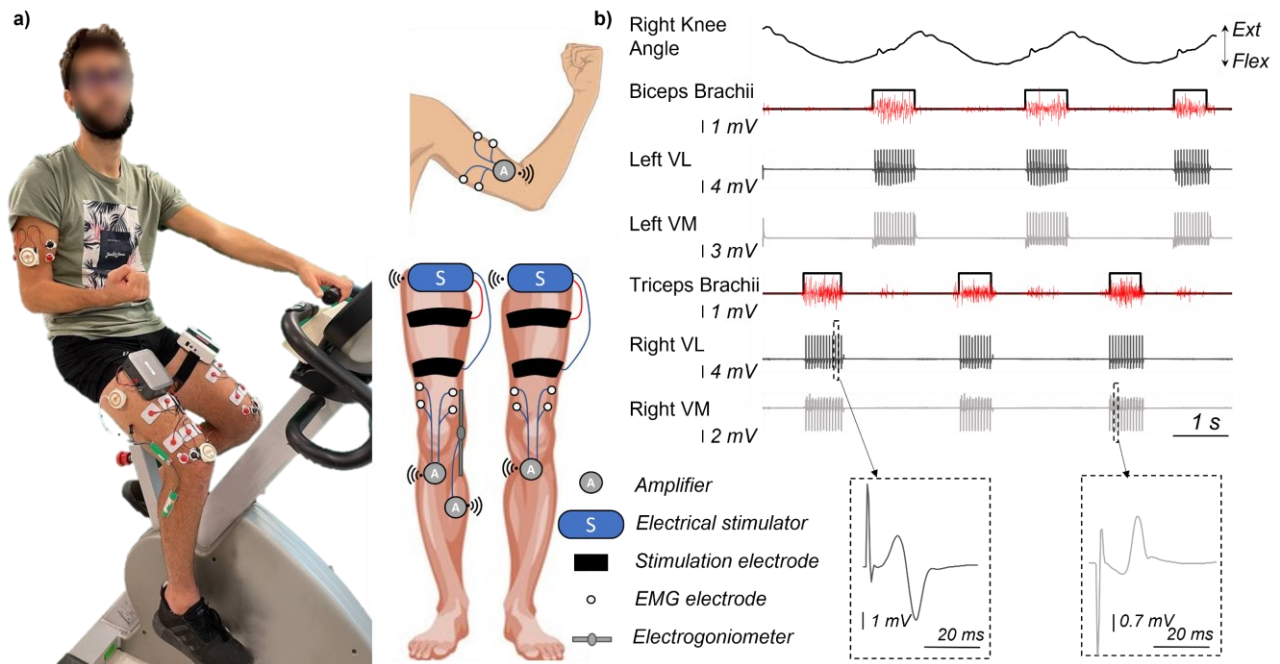 a)
A
S
S
A
A
A
A
Amplifier
S
Electrical stimulator
Stimulation electrode
EMG electrode
Electrogoniometer
b)
Right Knee
Angle
Ext
Flex
Biceps Brachii
1 mV
Left VL
4 mV
Left VM
3 mV
Triceps Brachii
1 mV
Right VL
4 mV
Right VM
2 mV
1 s
1 mV
20 ms
0.7 mV
20 ms